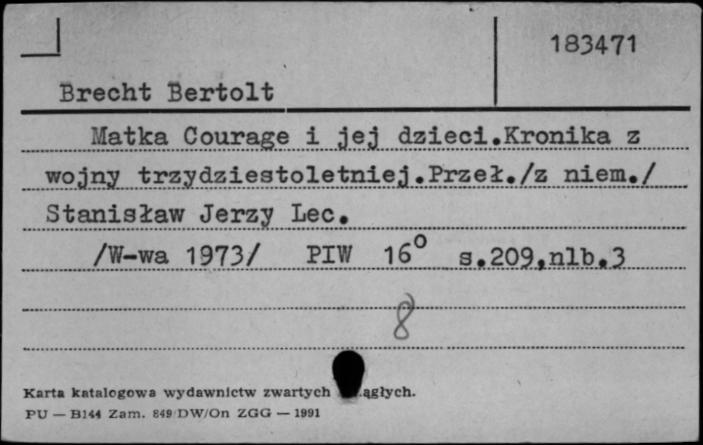 183471
Brecht Bertolt
Matka Courage i jej dzieci.Kronika z
wojny trzydziestoletniej.Przeł./z niem./
Stanisław Jerzy Lec.
/W-wa 1973/ PIW 16° s.209,nlb.3
8
Karta katalogowa wydawnictw zwartych
PU — B144 Zam. 849/DW/On ZGG — 1991